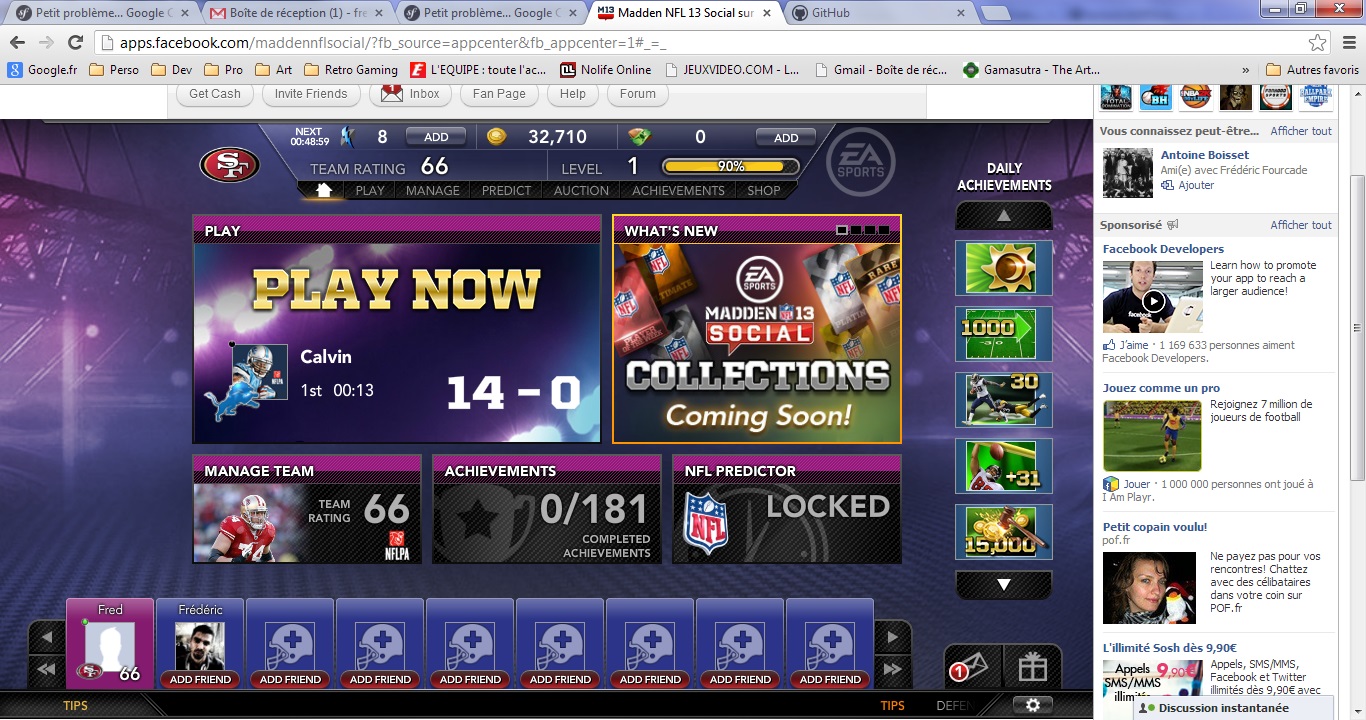 Petit problème... Google C
Boîte de réception (1) - fre
Petit problème... Google C
Madden NFL 13 Social sur
GitHub
apps.facebook.com/maddennflsocial/?fb_source=appcenter&fb_appcenter=1#_=_
Google.fr
Perso
Dev
Pro
Art
Retro Gaming
L'EQUIPE : toute l'ac...
Nolife Online
JEUXVIDEO.COM - L...
Gmail - Boîte de réc...
Gamasutra - The Art...
»
Autres favoris
Get Cash
Invite Friends
Inbox
Fan Page
Help
Forum
NEXT
00:48:59
8
ADD
32,710
0
ADD
TEAM RATING 66
LEVEL 1
90%
EA
SPORTS
PLAY
MANAGE
PREDICT
AUCTION
ACHIEVEMENTS
SHOP
PLAY
PLAY NOW
Calvin
1st 00:13
14 - 0
WHAT'S NEW
EA
SPORTS
MADDEN NFL 13
SOCIAL
COLLECTIONS
Coming Soon!
MANAGE TEAM
TEAM
RATING
66
NFLPA
ACHIEVEMENTS
0/181
COMPLETED
ACHIEVEMENTS
NFL PREDICTOR
LOCKED
NFL
DAILY
ACHIEVEMENTS
1000
30
+31
15,000
Fred
66
Frédéric
ADD FRIEND
ADD FRIEND
ADD FRIEND
ADD FRIEND
ADD FRIEND
ADD FRIEND
ADD FRIEND
ADD FRIEND
1
TIPS
TIPS
DEFEN
Vous connaissez peut-être...
Afficher tout
Antoine Boisset
Ami(e) avec Frédéric Fourcade
Ajouter
Sponsorisé
Afficher tout
Facebook Developers
Learn how to promote
your app to reach a
larger audience!
J'aime · 1 169 633 personnes aiment
Facebook Developers.
Jouez comme un pro
Rejoignez 7 million de
joueurs de football
Jouer · 1 000 000 personnes ont joué à
I Am Playr.
Petit copain voulu!
pof.fr
Ne payez pas pour vos
rencontres! Chattez
avec des célibataires
dans votre coin sur
POF.fr
L'illimité Sosh dès 9,90€
Appels
SMS/MMS
illimités
9,90€
Appels, SMS/MMS,
Facebook et Twitter
illimités dès 9,90€ avec
Discussion instantanée